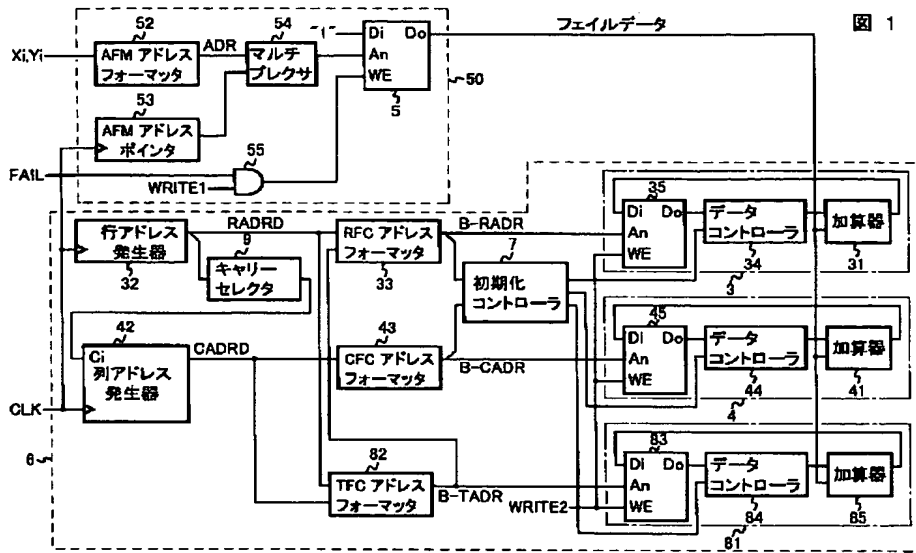 図 1
フェイルデータ
Xi,Yi
52
AFM アドレス
フォーマッタ
ADR
54
マルチ
プレクサ
"1"
Di Do
An
WE
5
50
53
AFM アドレス
ポインタ
55
FAIL
WRITE1
行アドレス
発生器
32
RADRD
9
キャリー
セレクタ
RFC アドレス
フォーマッタ
33
B-RADR
7
初期化
コントローラ
35
Di Do
An
WE
データ
コントローラ
34
加算器
31
3
42
Ci
列アドレス
発生器
CADRD
43
CFC アドレス
フォーマッタ
B-CADR
45
Di Do
An
WE
データ
コントローラ
44
加算器
41
4
CLK
6
82
TFC アドレス
フォーマッタ
B-TADR
WRITE2
83
Di Do
An
WE
データ
コントローラ
84
加算器
85
81